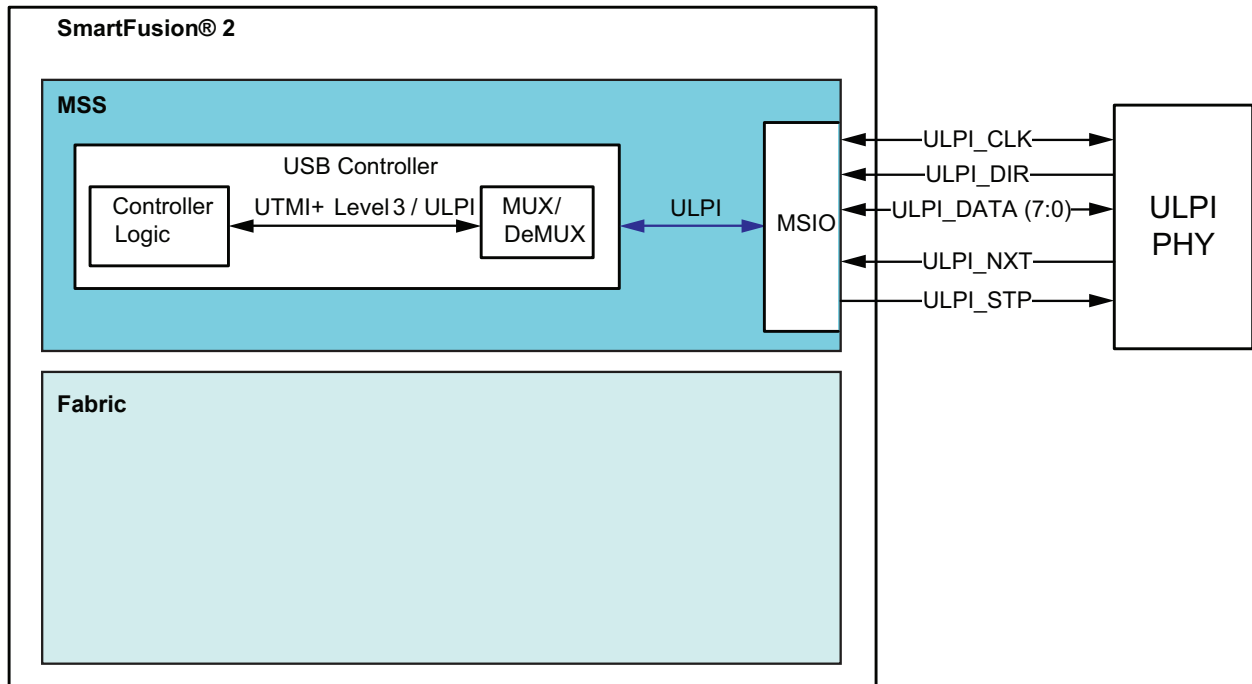 SmartFusion® 2
MSS
USB Controller
Controller
Logic
UTMI+ Level 3 / ULPI
MUX/
DeMUX
ULPI
MSIO
ULPI_CLK
ULPI_DIR
ULPI_DATA (7:0)
ULPI_NXT
ULPI_STP
ULPI
PHY
Fabric